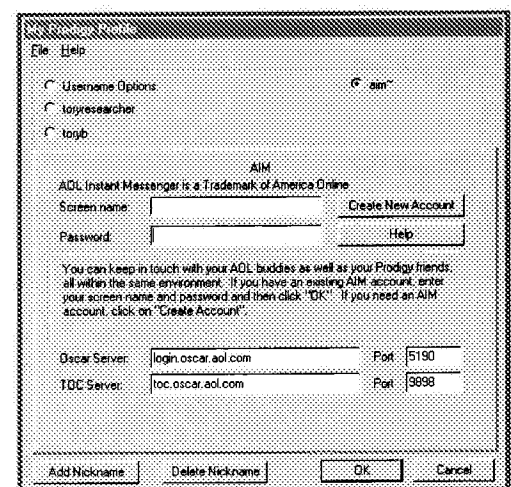 My Prodigy Profile
File Help
Username Options
aim~
toryresearcher
toryb
AIM
AOL Instant Messenger is a Trademark of America Online
Screen name:
Create New Account
Password:
Help
You can keep in touch with your AOL buddies as well as your Prodigy friends,
all within the same environment. If you have an existing AIM account, enter
your screen name and password and then click "OK". If you need an AIM
account, click on "Create Account".
Oscar Server: login.oscar.aol.com Port 5190
TOC Server: toc.oscar.aol.com Port 9898
Add Nickname Delete Nickname OK Cancel